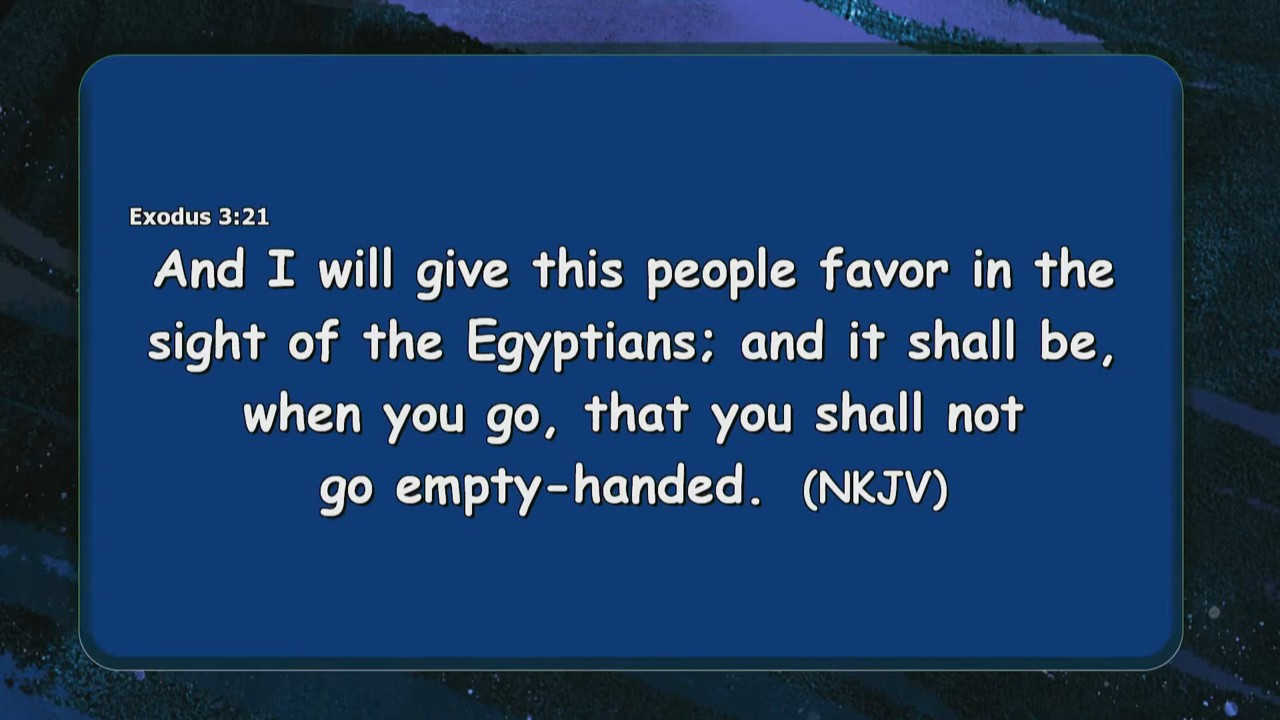 Exodus 3:21
And I will give this people favor in the
sight of the Egyptians; and it shall be,
when you go, that you shall not
go empty-handed. (NKJV)